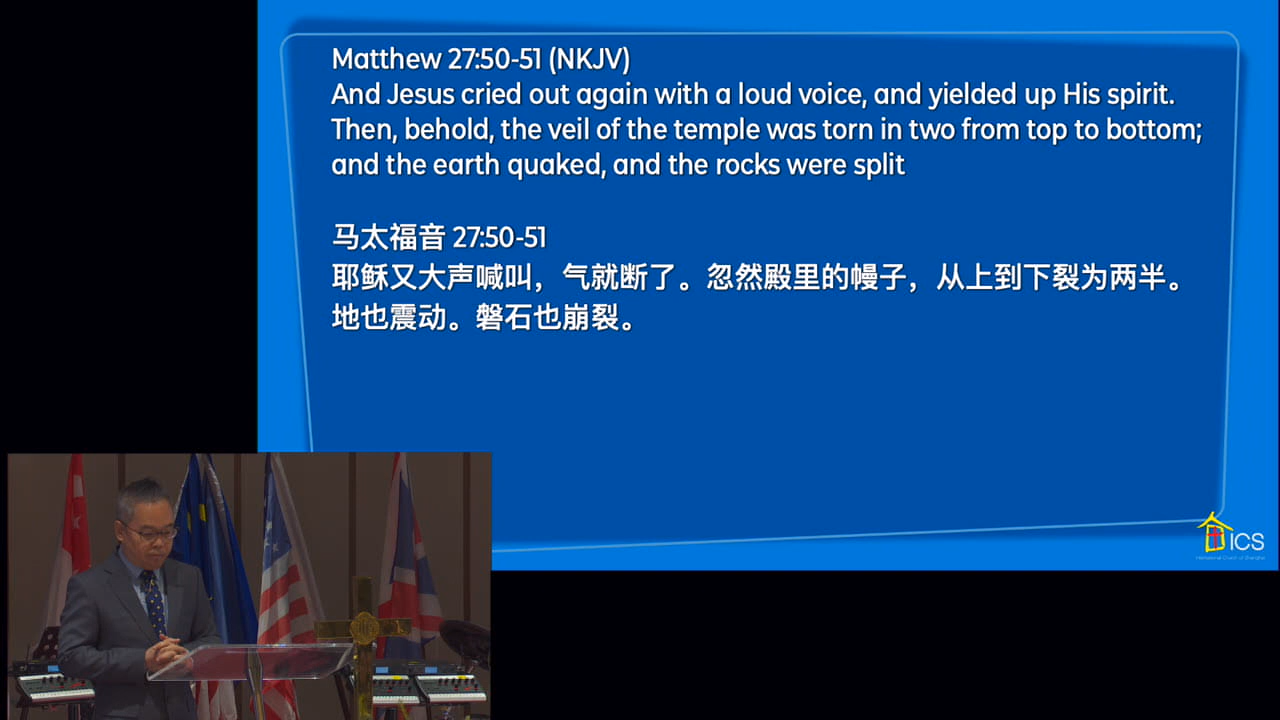 Matthew 27:50-51 (NKJV)
And Jesus cried out again with a loud voice, and yielded up His spirit.
Then, behold, the veil of the temple was torn in two from top to bottom;
and the earth quaked, and the rocks were split
马太福音 27:50-51
耶稣又大声喊叫，气就断了。忽然殿里的幔子，从上到下裂为两半。
地也震动。磐石也崩裂。
ICS